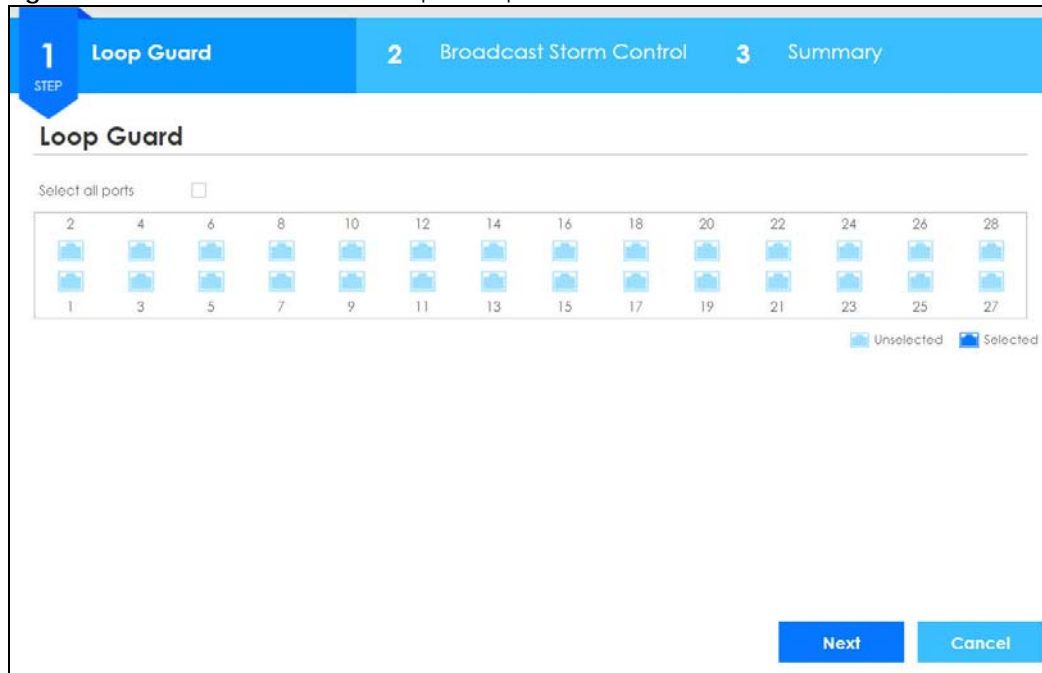 1 Loop Guard 2 Broadcast Storm Control 3 Summary
STEP
Loop Guard
Select all ports
2 4 6 8 10 12 14 16 18 20 22 24 26 28
1 3 5 7 9 11 13 15 17 19 21 23 25 27
Unselected Selected
Next Cancel